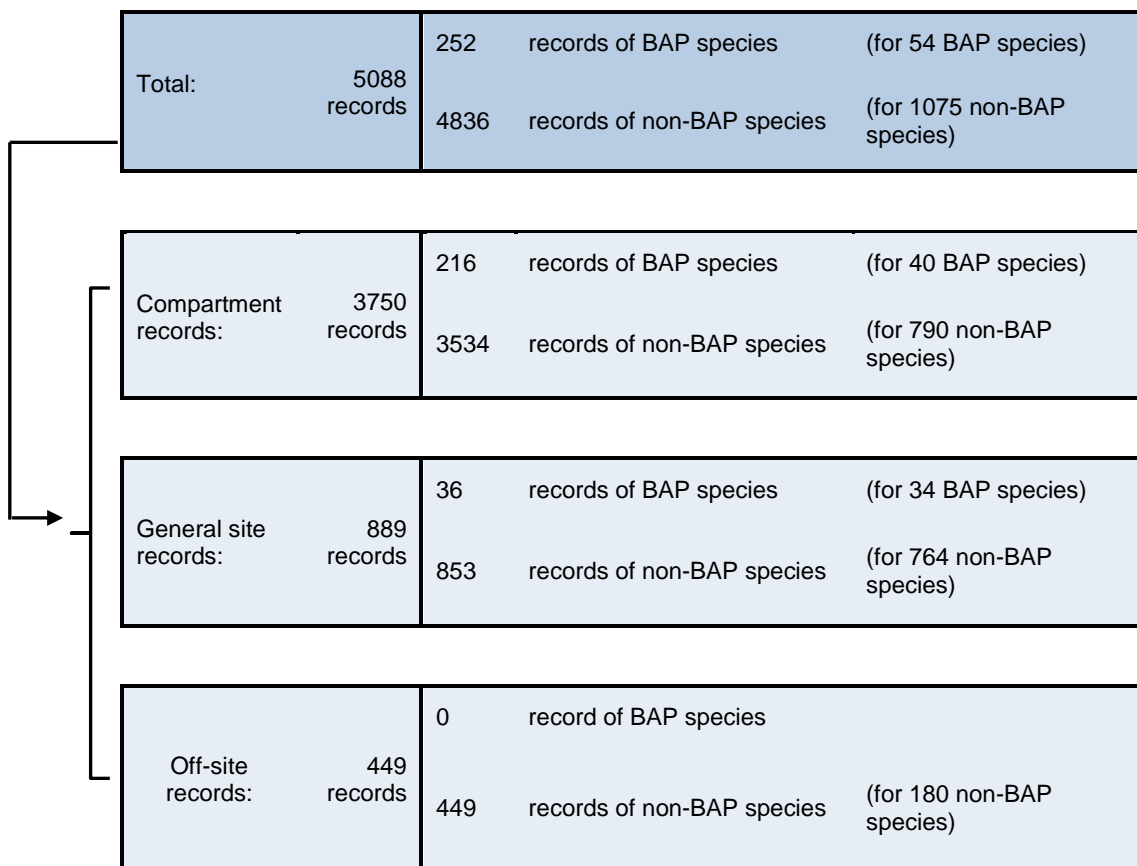 252 records of BAP species (for 54 BAP species)
Total: 5088
records
4836 records of non-BAP species (for 1075 non-BAP
species)
216 records of BAP species (for 40 BAP species)
Compartment 3750
records: records
3534 records of non-BAP species (for 790 non-BAP
species)
36 records of BAP species (for 34 BAP species)
General site 889
records: records
853 records of non-BAP species (for 764 non-BAP
species)
0 record of BAP species
Off-site 449
records: records
449 records of non-BAP species (for 180 non-BAP
species)